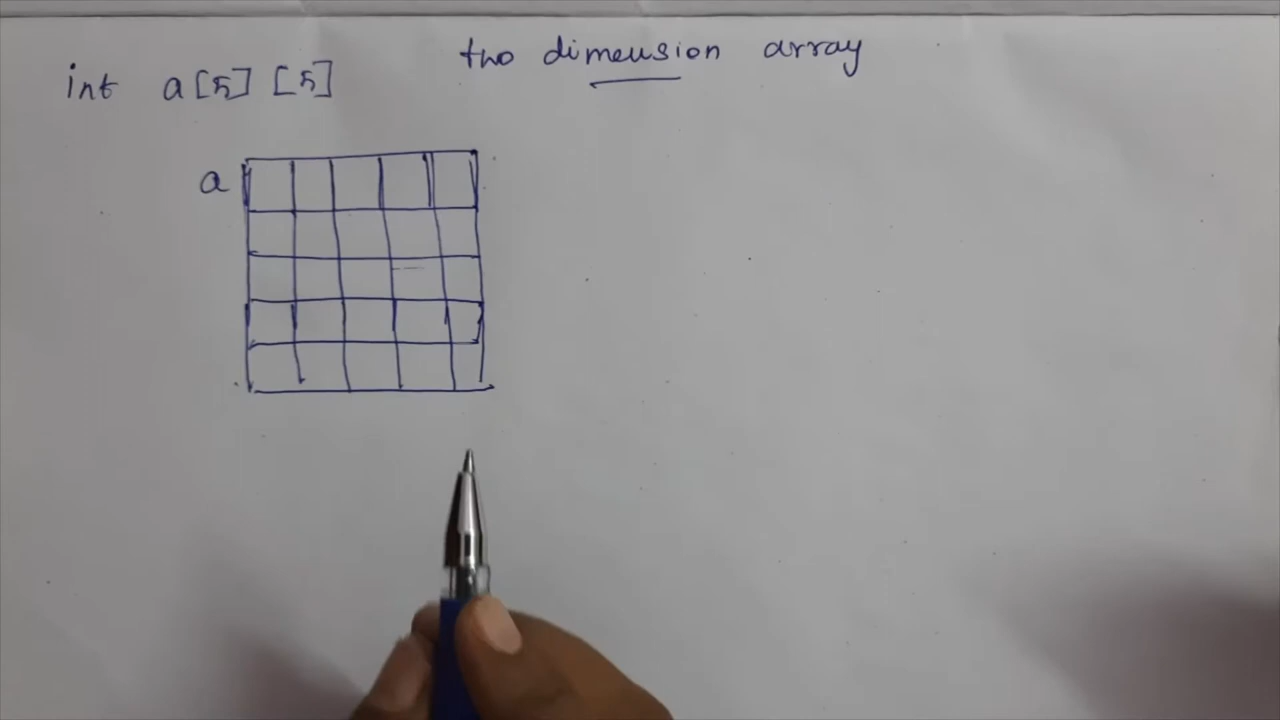 two dimension array
int a[5] [5]
a